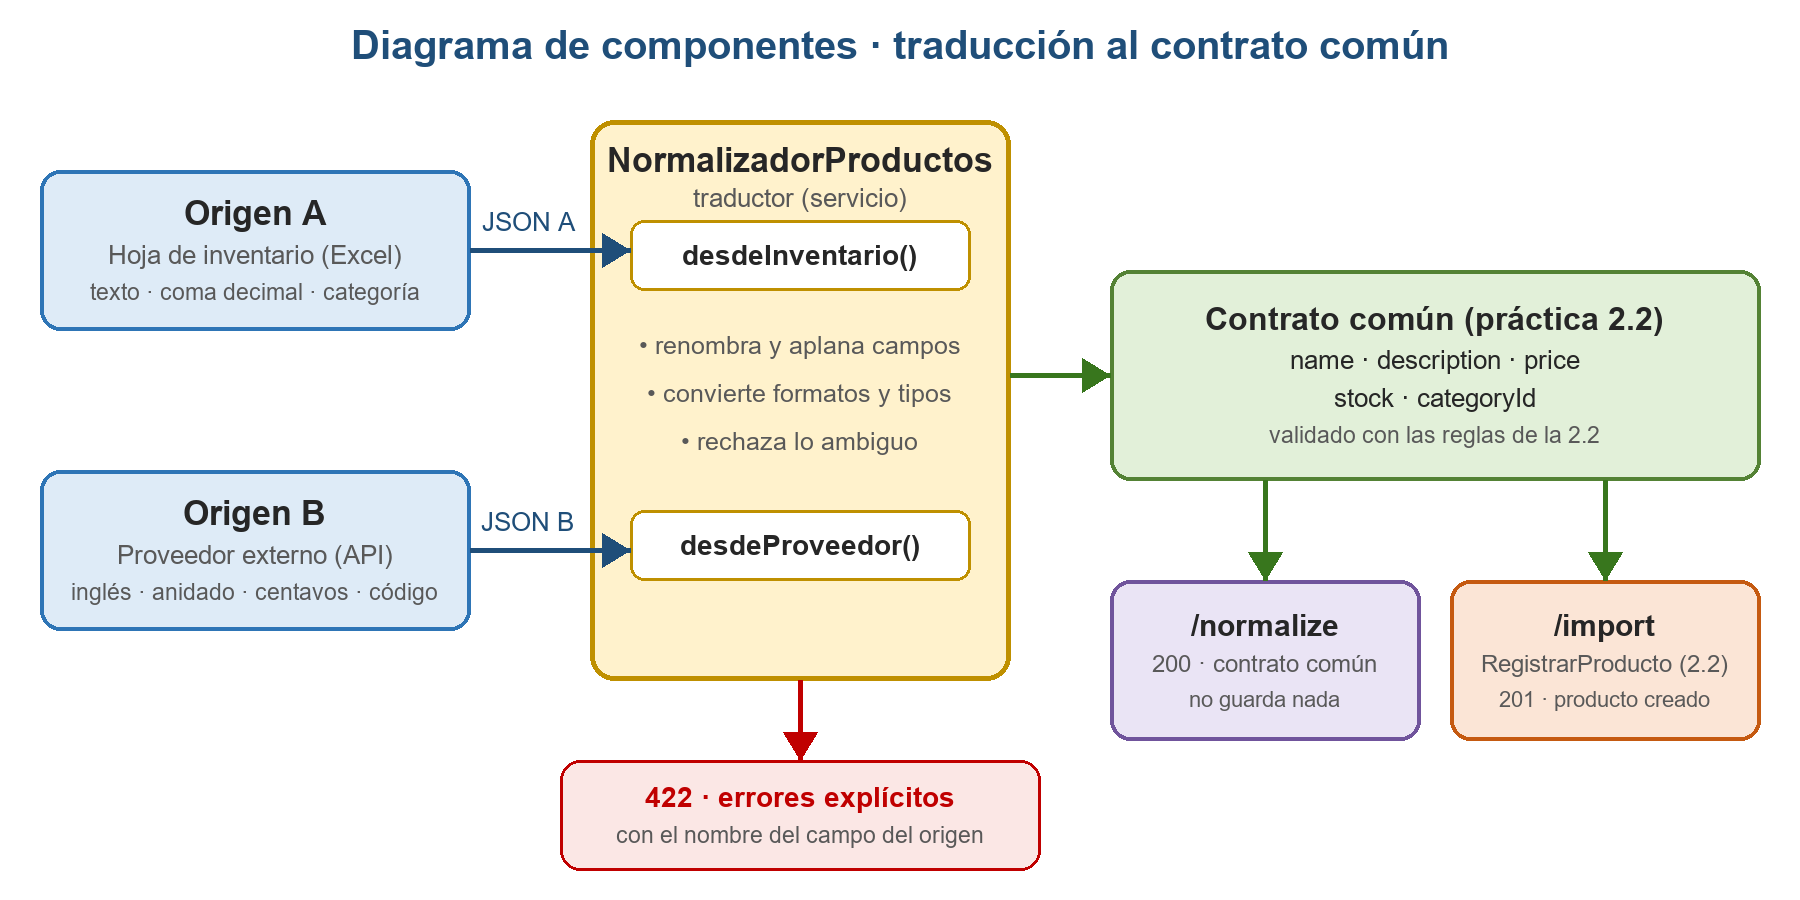 Diagrama de componentes · traducción al contrato común
Origen A
Hoja de inventario (Excel)
texto · coma decimal · categoría
JSON A
Origen B
Proveedor externo (API)
inglés · anidado · centavos · código
JSON B
NormalizadorProductos
traductor (servicio)
desdeInventario()
• renombra y aplana campos
• convierte formatos y tipos
• rechaza lo ambiguo
desdeProveedor()
422 · errores explícitos
con el nombre del campo del origen
Contrato común (práctica 2.2)
name · description · price
stock · categoryId
validado con las reglas de la 2.2
/normalize
200 · contrato común
no guarda nada
/import
RegistrarProducto (2.2)
201 · producto creado